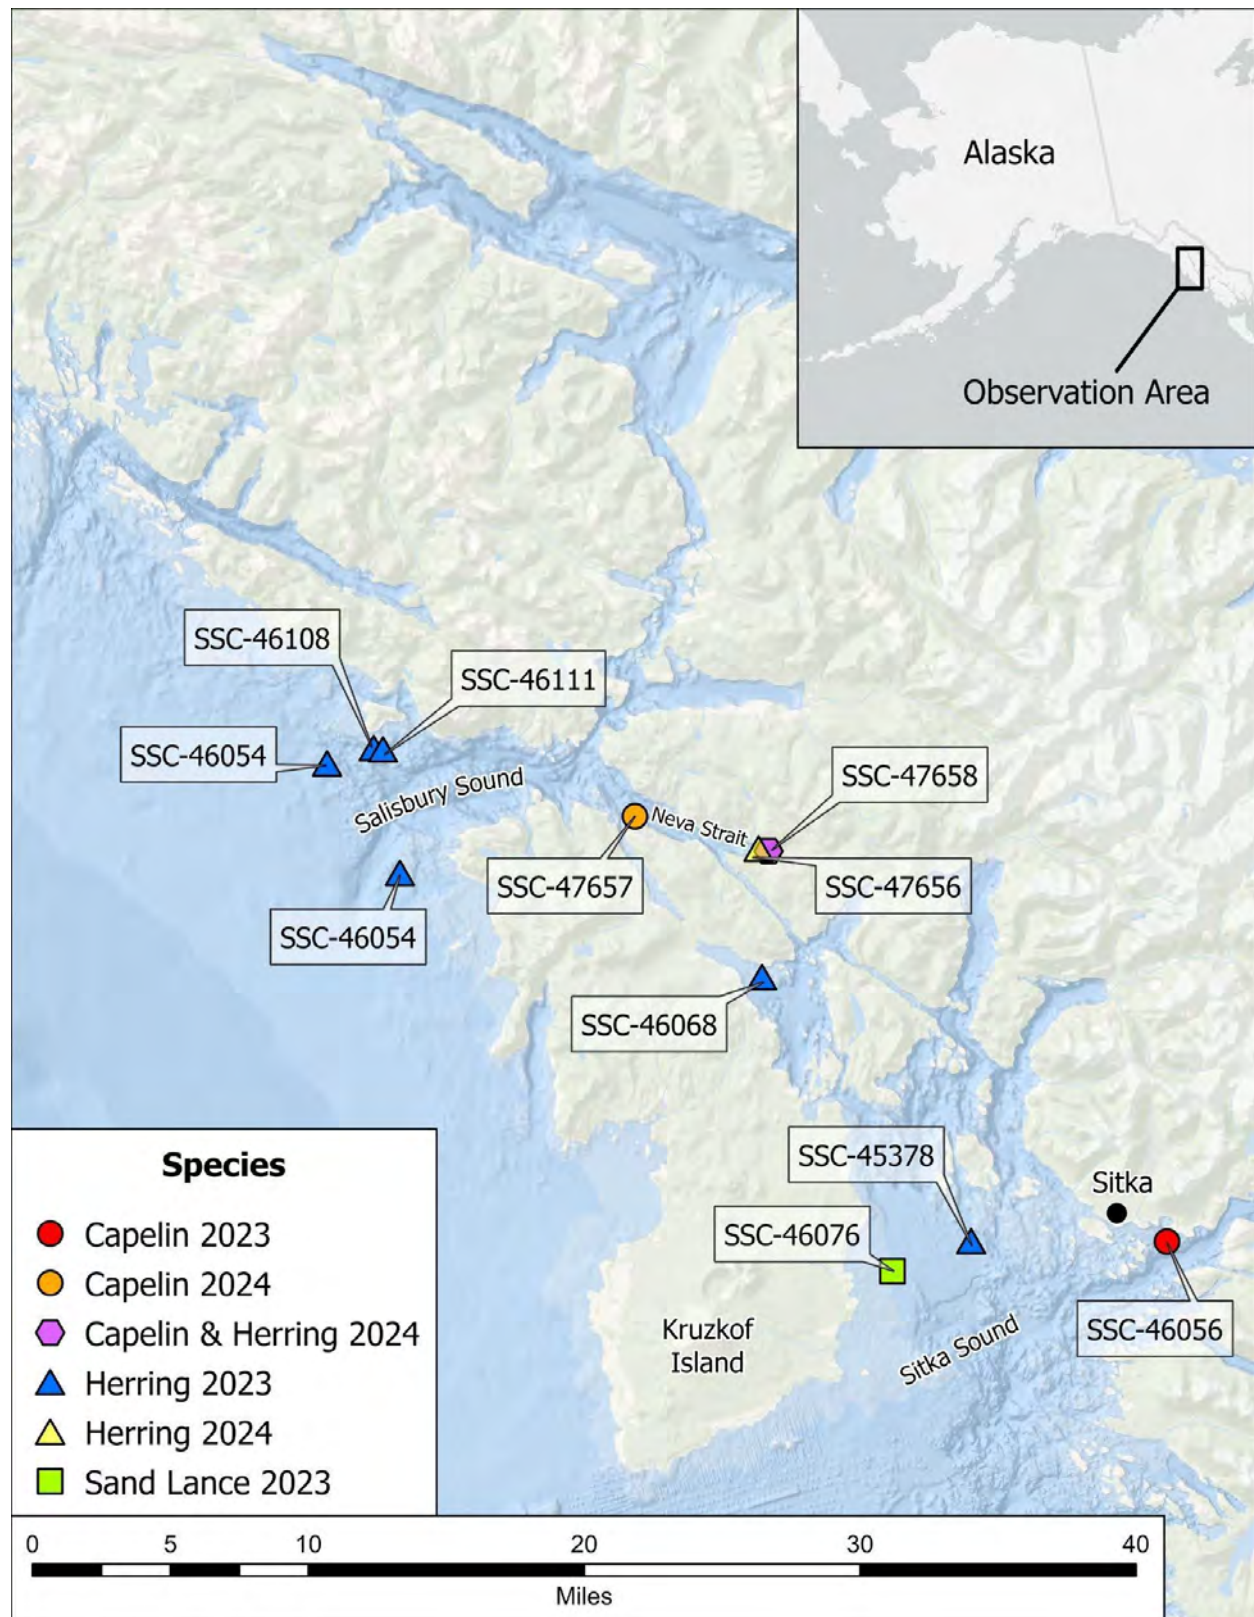 Alaska
Observation Area
SSC-46108
SSC-46111
SSC-46054
Salisbury Sound
SSC-47658
Neva Strait
SSC-47657
SSC-47656
SSC-46054
SSC-46068
SSC-45378
Sitka
SSC-46076
SSC-46056
Kruzkof
Island
Sitka Sound
Species
Capelin 2023
Capelin 2024
Capelin & Herring 2024
Herring 2023
Herring 2024
Sand Lance 2023
0 5 10 20 30 40
Miles